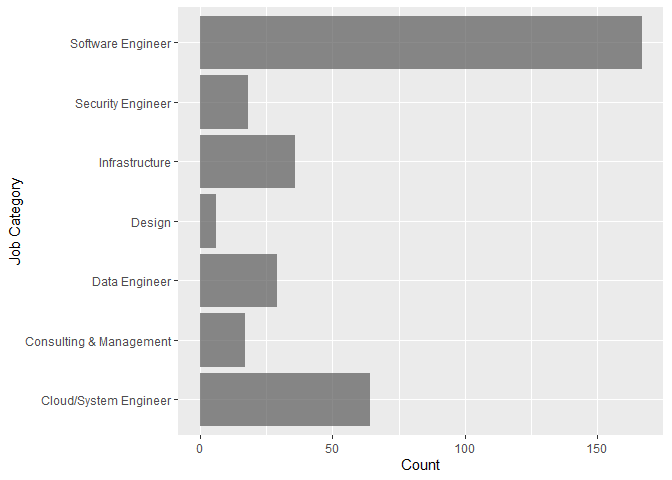 Software Engineer
Security Engineer
Infrastructure
Design
Data Engineer
Consulting & Management
Cloud/System Engineer
Job Category
0 50 100 150
Count